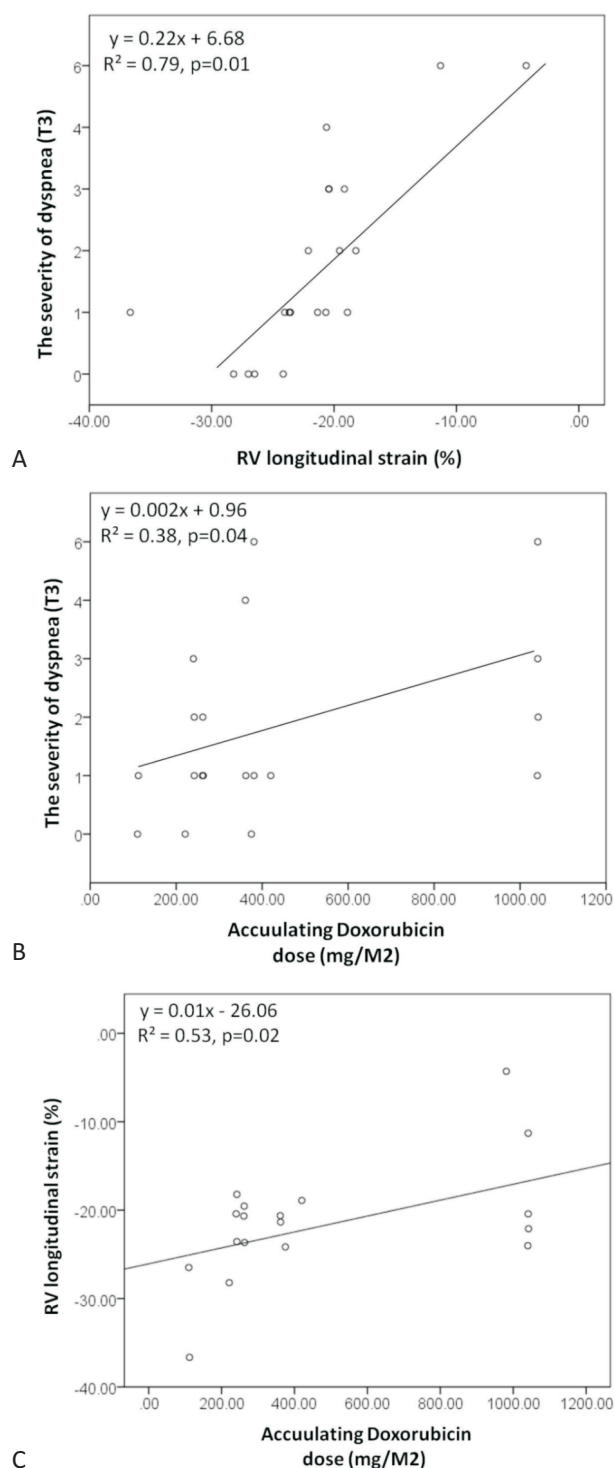 y = 0.22x + 6.68
R² = 0.79, p=0.01
The severity of dyspnea (T3)
6
4
3
2
1
0
-40.00 -30.00 -20.00 -10.00 .00
RV longitudinal strain (%)
A
y = 0.002x + 0.96
R² = 0.38, p=0.04
The severity of dyspnea (T3)
6
4
3
2
1
0
.00 200.00 400.00 600.00 800.00 1000.00 1200
Accuulating Doxorubicin
dose (mg/M2)
B
y = 0.01x - 26.06
R² = 0.53, p=0.02
RV longitudinal strain (%)
.00
-10.00
-20.00
-30.00
-40.00
.00 200.00 400.00 600.00 800.00 1000.00 1200.00
Accuulating Doxorubicin
dose (mg/M2)
C